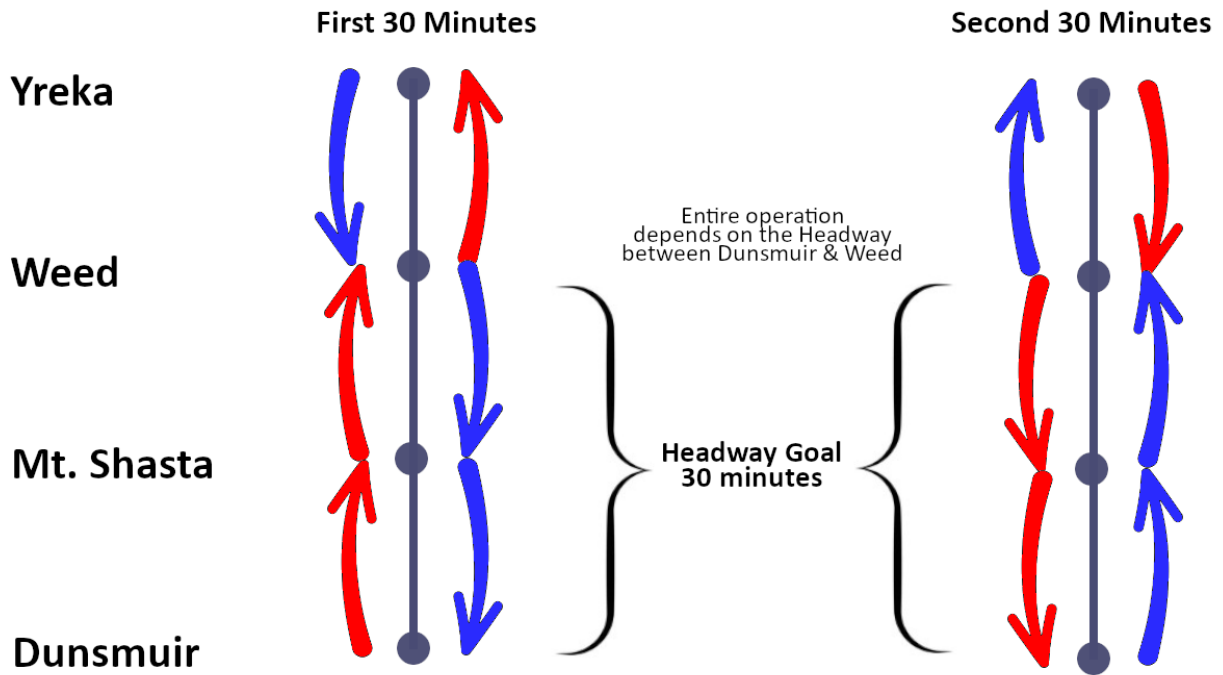 First 30 Minutes
Second 30 Minutes
Yreka
Entire operation
depends on the Headway
between Dunsmuir & Weed
Weed
Headway Goal
30 minutes
Mt. Shasta
Dunsmuir